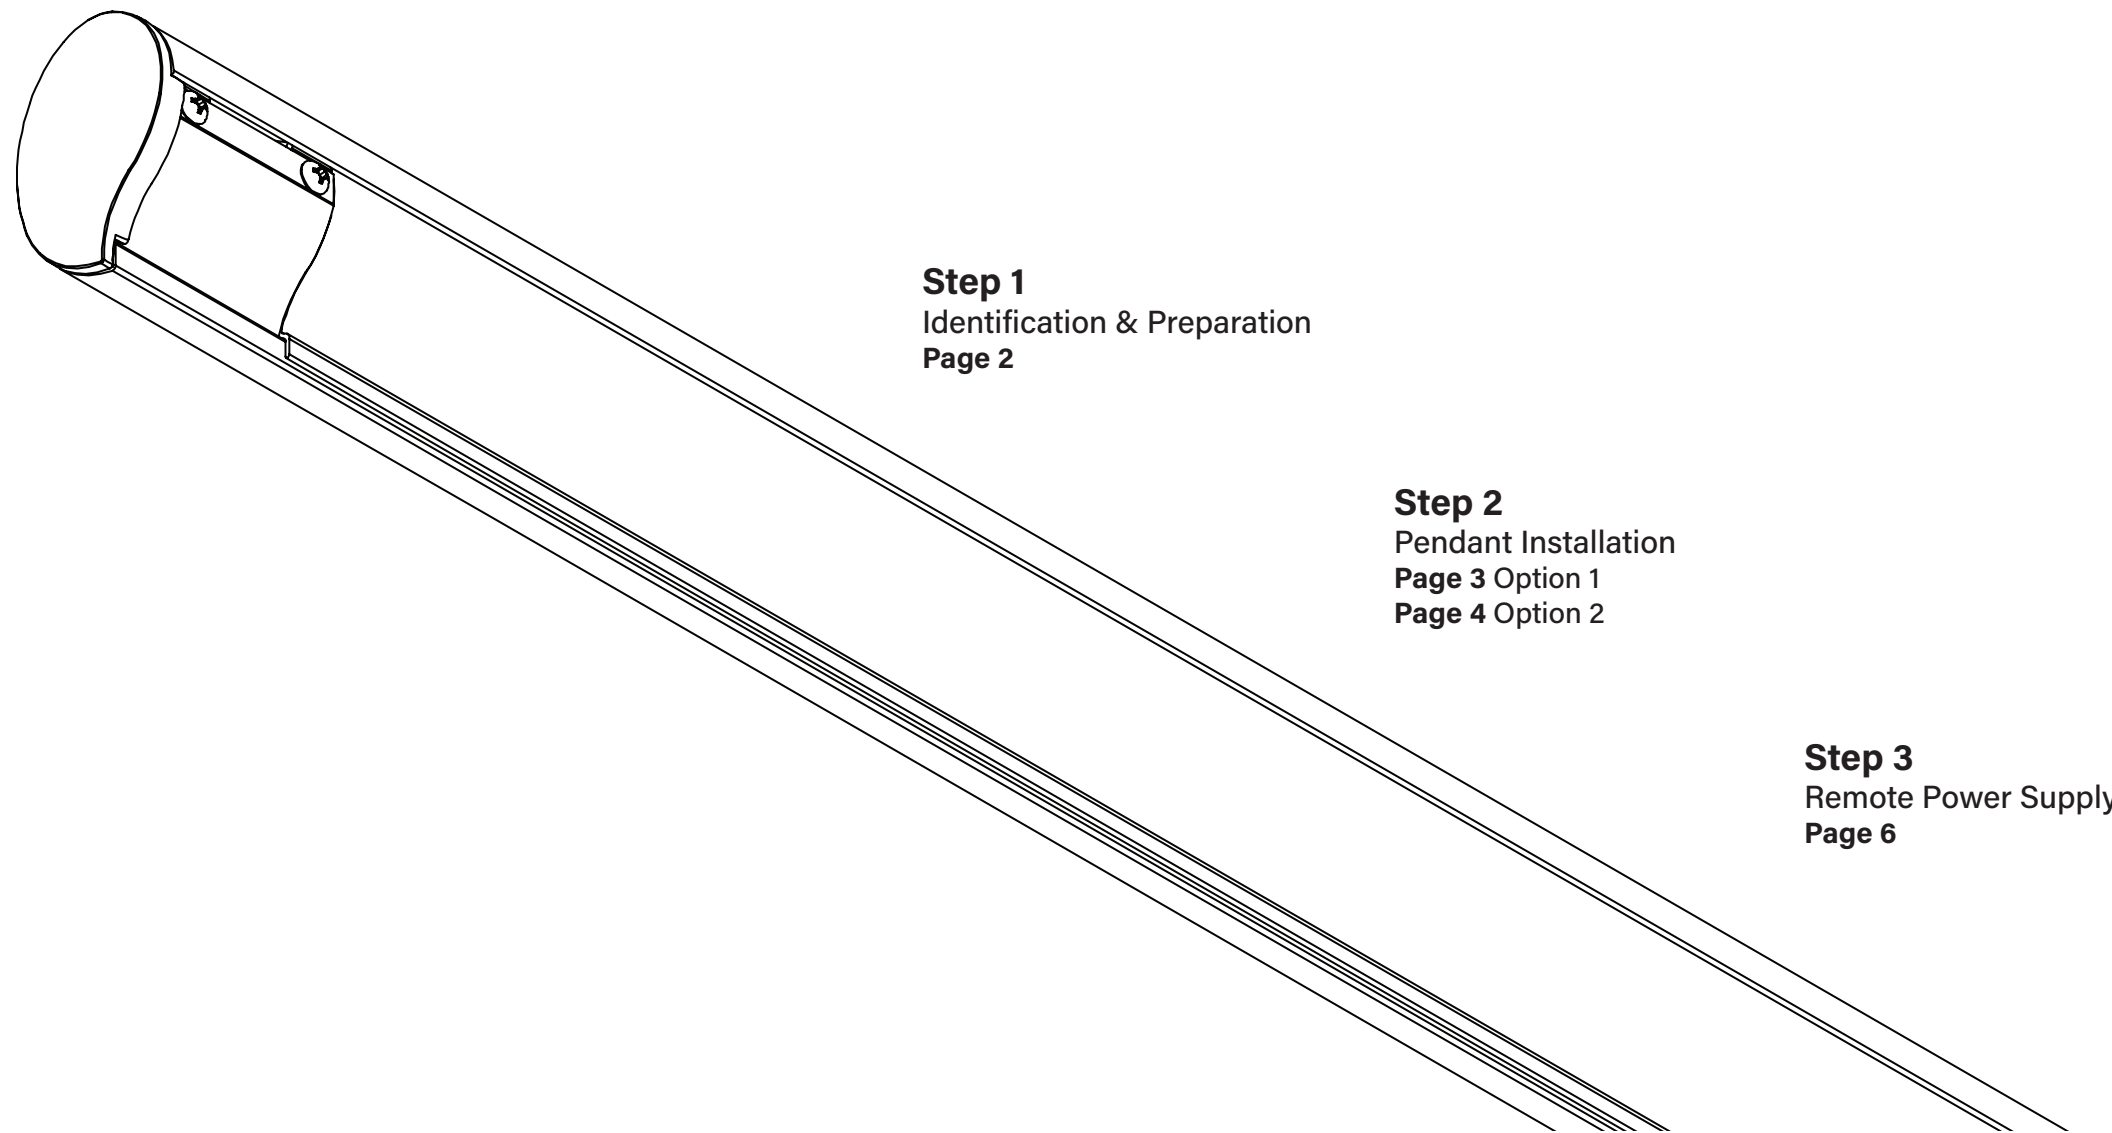 Step 1
Identification & Preparation
Page 2
Step 2
Pendant Installation
Page 3 Option 1
Page 4 Option 2
Step 3
Remote Power Supply
Page 6